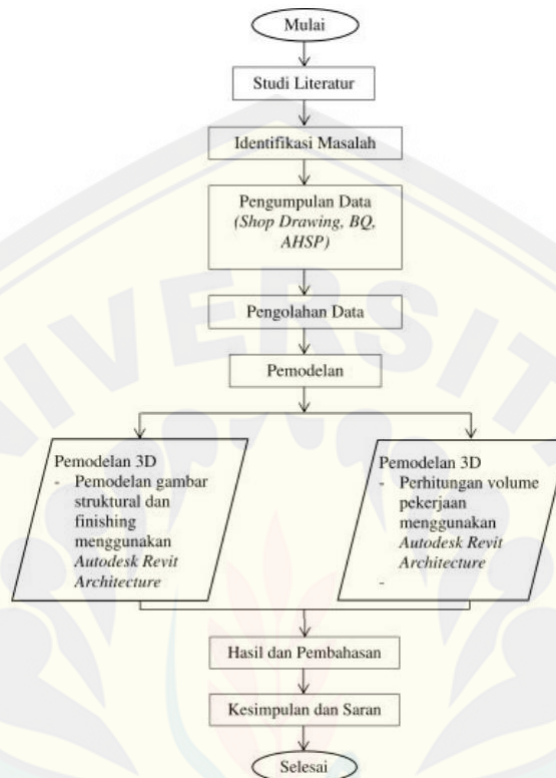 Mulai
Studi Literatur
Identifikasi Masalah
Pengumpulan Data
(Shop Drawing, BQ,
AHSP)
Pengolahan Data
Pemodelan
Pemodelan 3D
- Pemodelan gambar
struktural dan
finishing
menggunakan
Autodesk Revit
Architecture
Pemodelan 3D
- Perhitungan volume
pekerjaan
menggunakan
Autodesk Revit
Architecture
-
Hasil dan Pembahasan
Kesimpulan dan Saran
Selesai